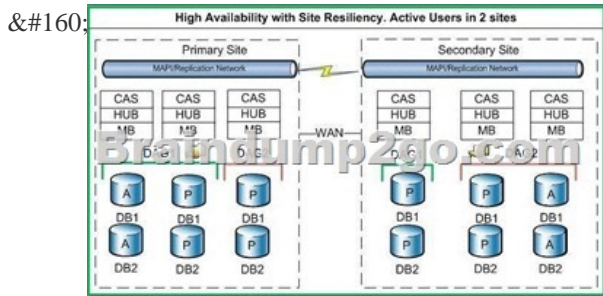 &#160;
High Availability with Site Resiliency. Active Users in 2 sites
Primary Site
Secondary Site
MAPI/Replication Network
MAPI/Replication Network
CAS CAS CAS CAS CAS CAS
HUB HUB HUB HUB HUB HUB
MB MB MB MB MB MB
WAN
Braindump2go.com
A P P P P A
DB1 DB1 DB1 DB1 DB1 DB1
A P P P P A
DB2 DB2 DB2 DB2 DB2 DB2